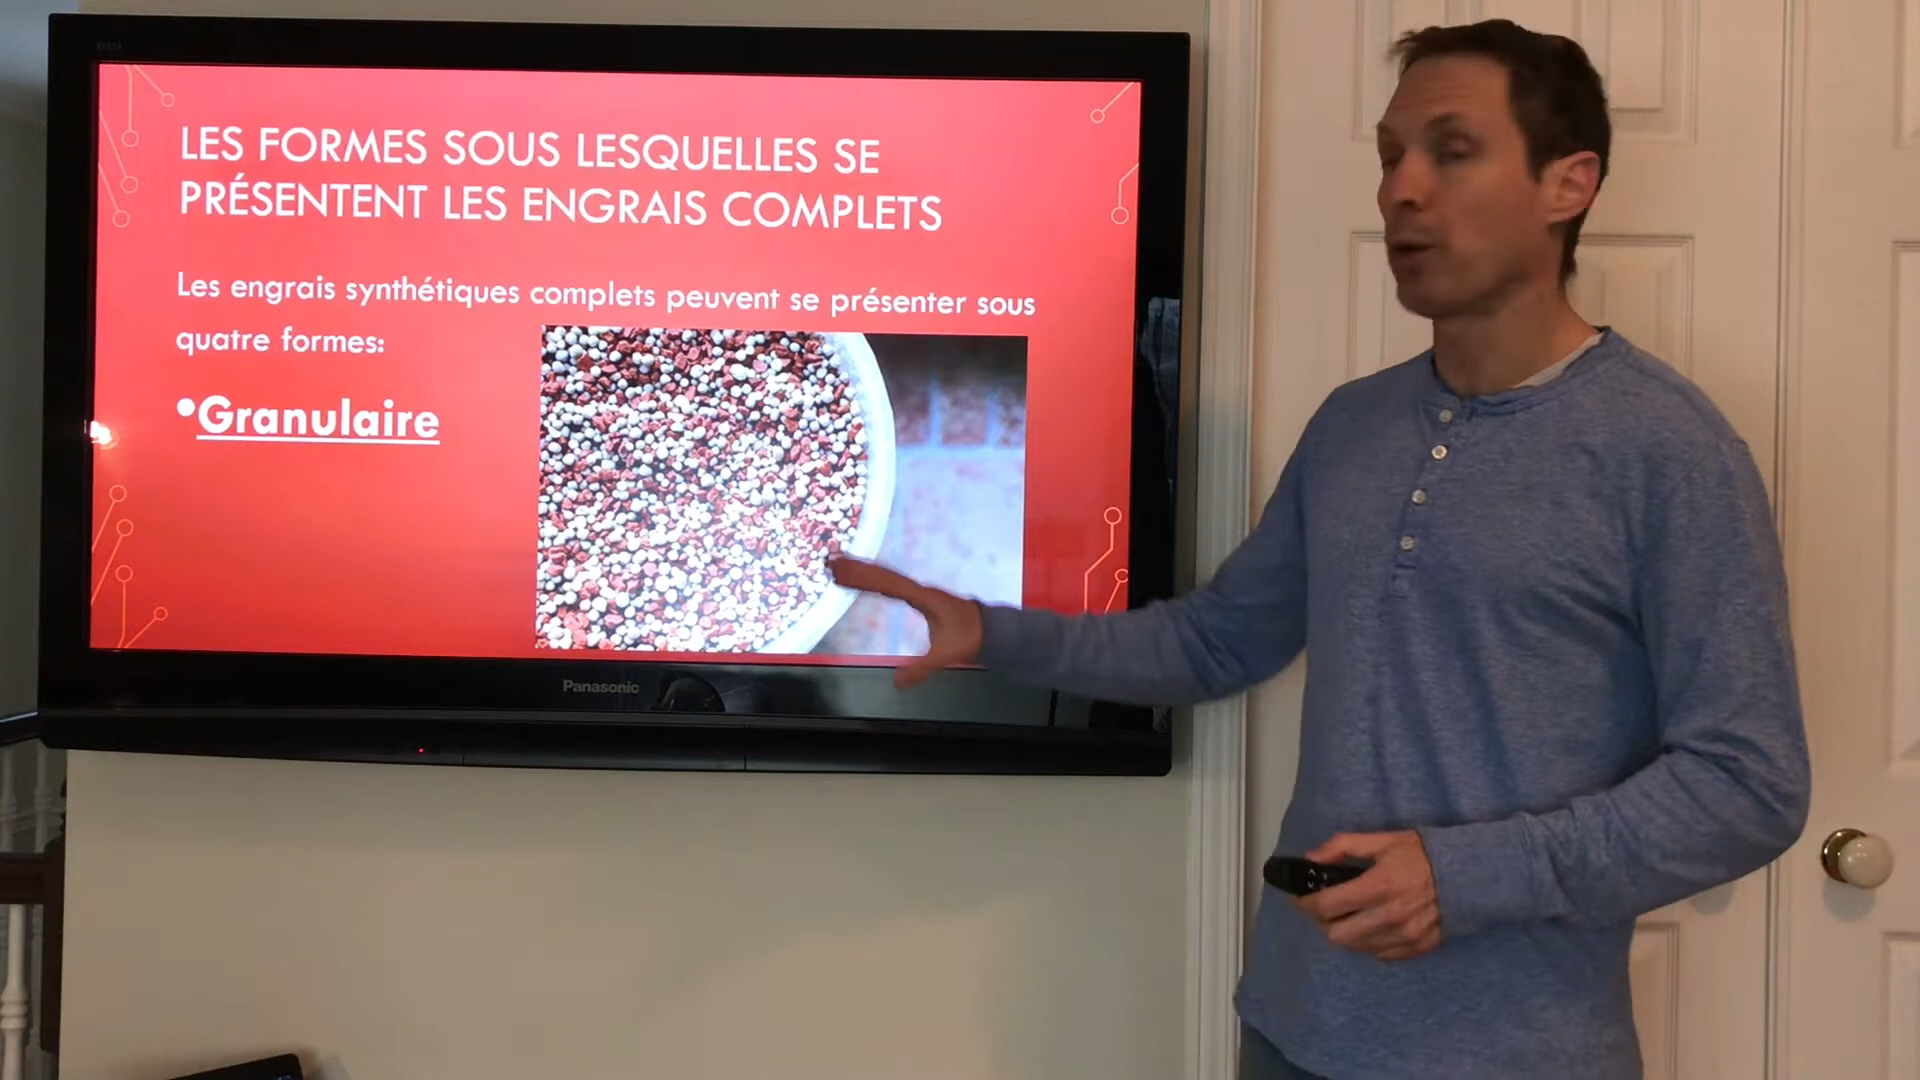 LES FORMES SOUS LESQUELLES SE
PRÉSENTENT LES ENGRAIS COMPLETS
Les engrais synthétiques complets peuvent se présenter sous
quatre formes:
•Granulaire
Panasonic